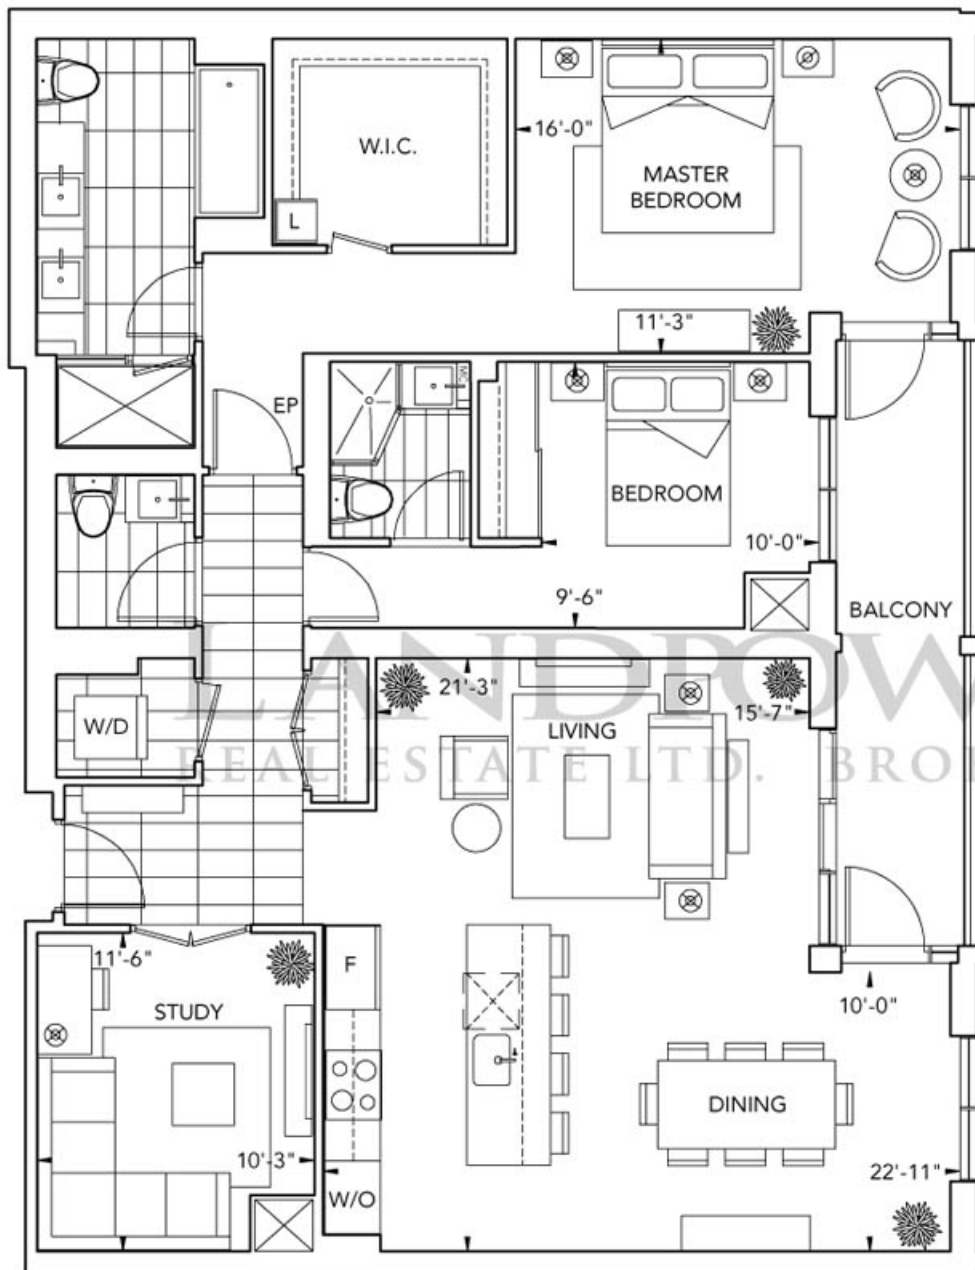 W.I.C.
16'-0"
MASTER
BEDROOM
L
11'-3"
EP
MC
BEDROOM
10'-0"
9'-6"
BALCONY
LANDPOW
REAL ESTATE LTD. BRO
21'-3"
15'-7"
W/D
LIVING
11'-6"
F
STUDY
10'-0"
DINING
10'-3"
W/O
22'-11"